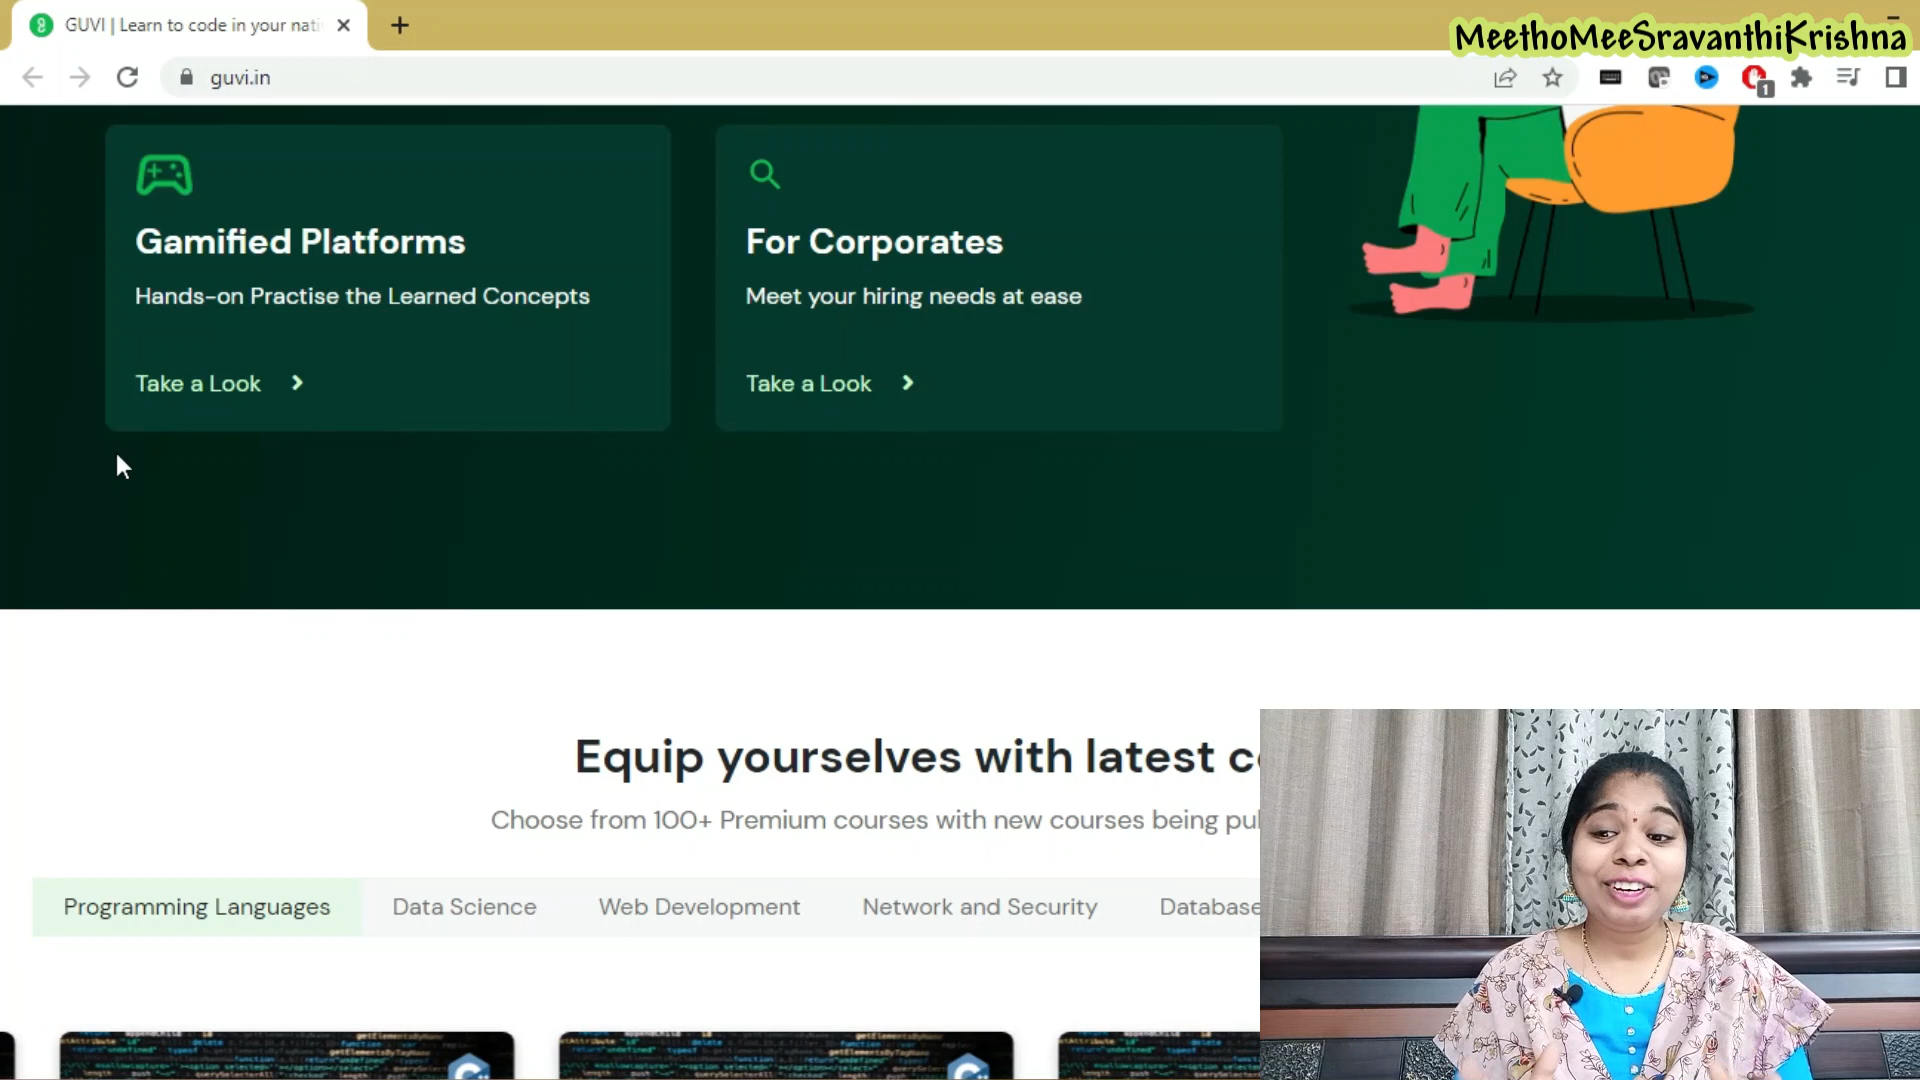 GUVI | Learn to code in your nati
MeethoMeeSravanthiKrishna
guvi.in
1
Gamified Platforms
Hands-on Practise the Learned Concepts
Take a Look
For Corporates
Meet your hiring needs at ease
Take a Look
Equip yourselves with latest c
Choose from 100+ Premium courses with new courses being pul
Programming Languages
Data Science
Web Development
Network and Security
Database